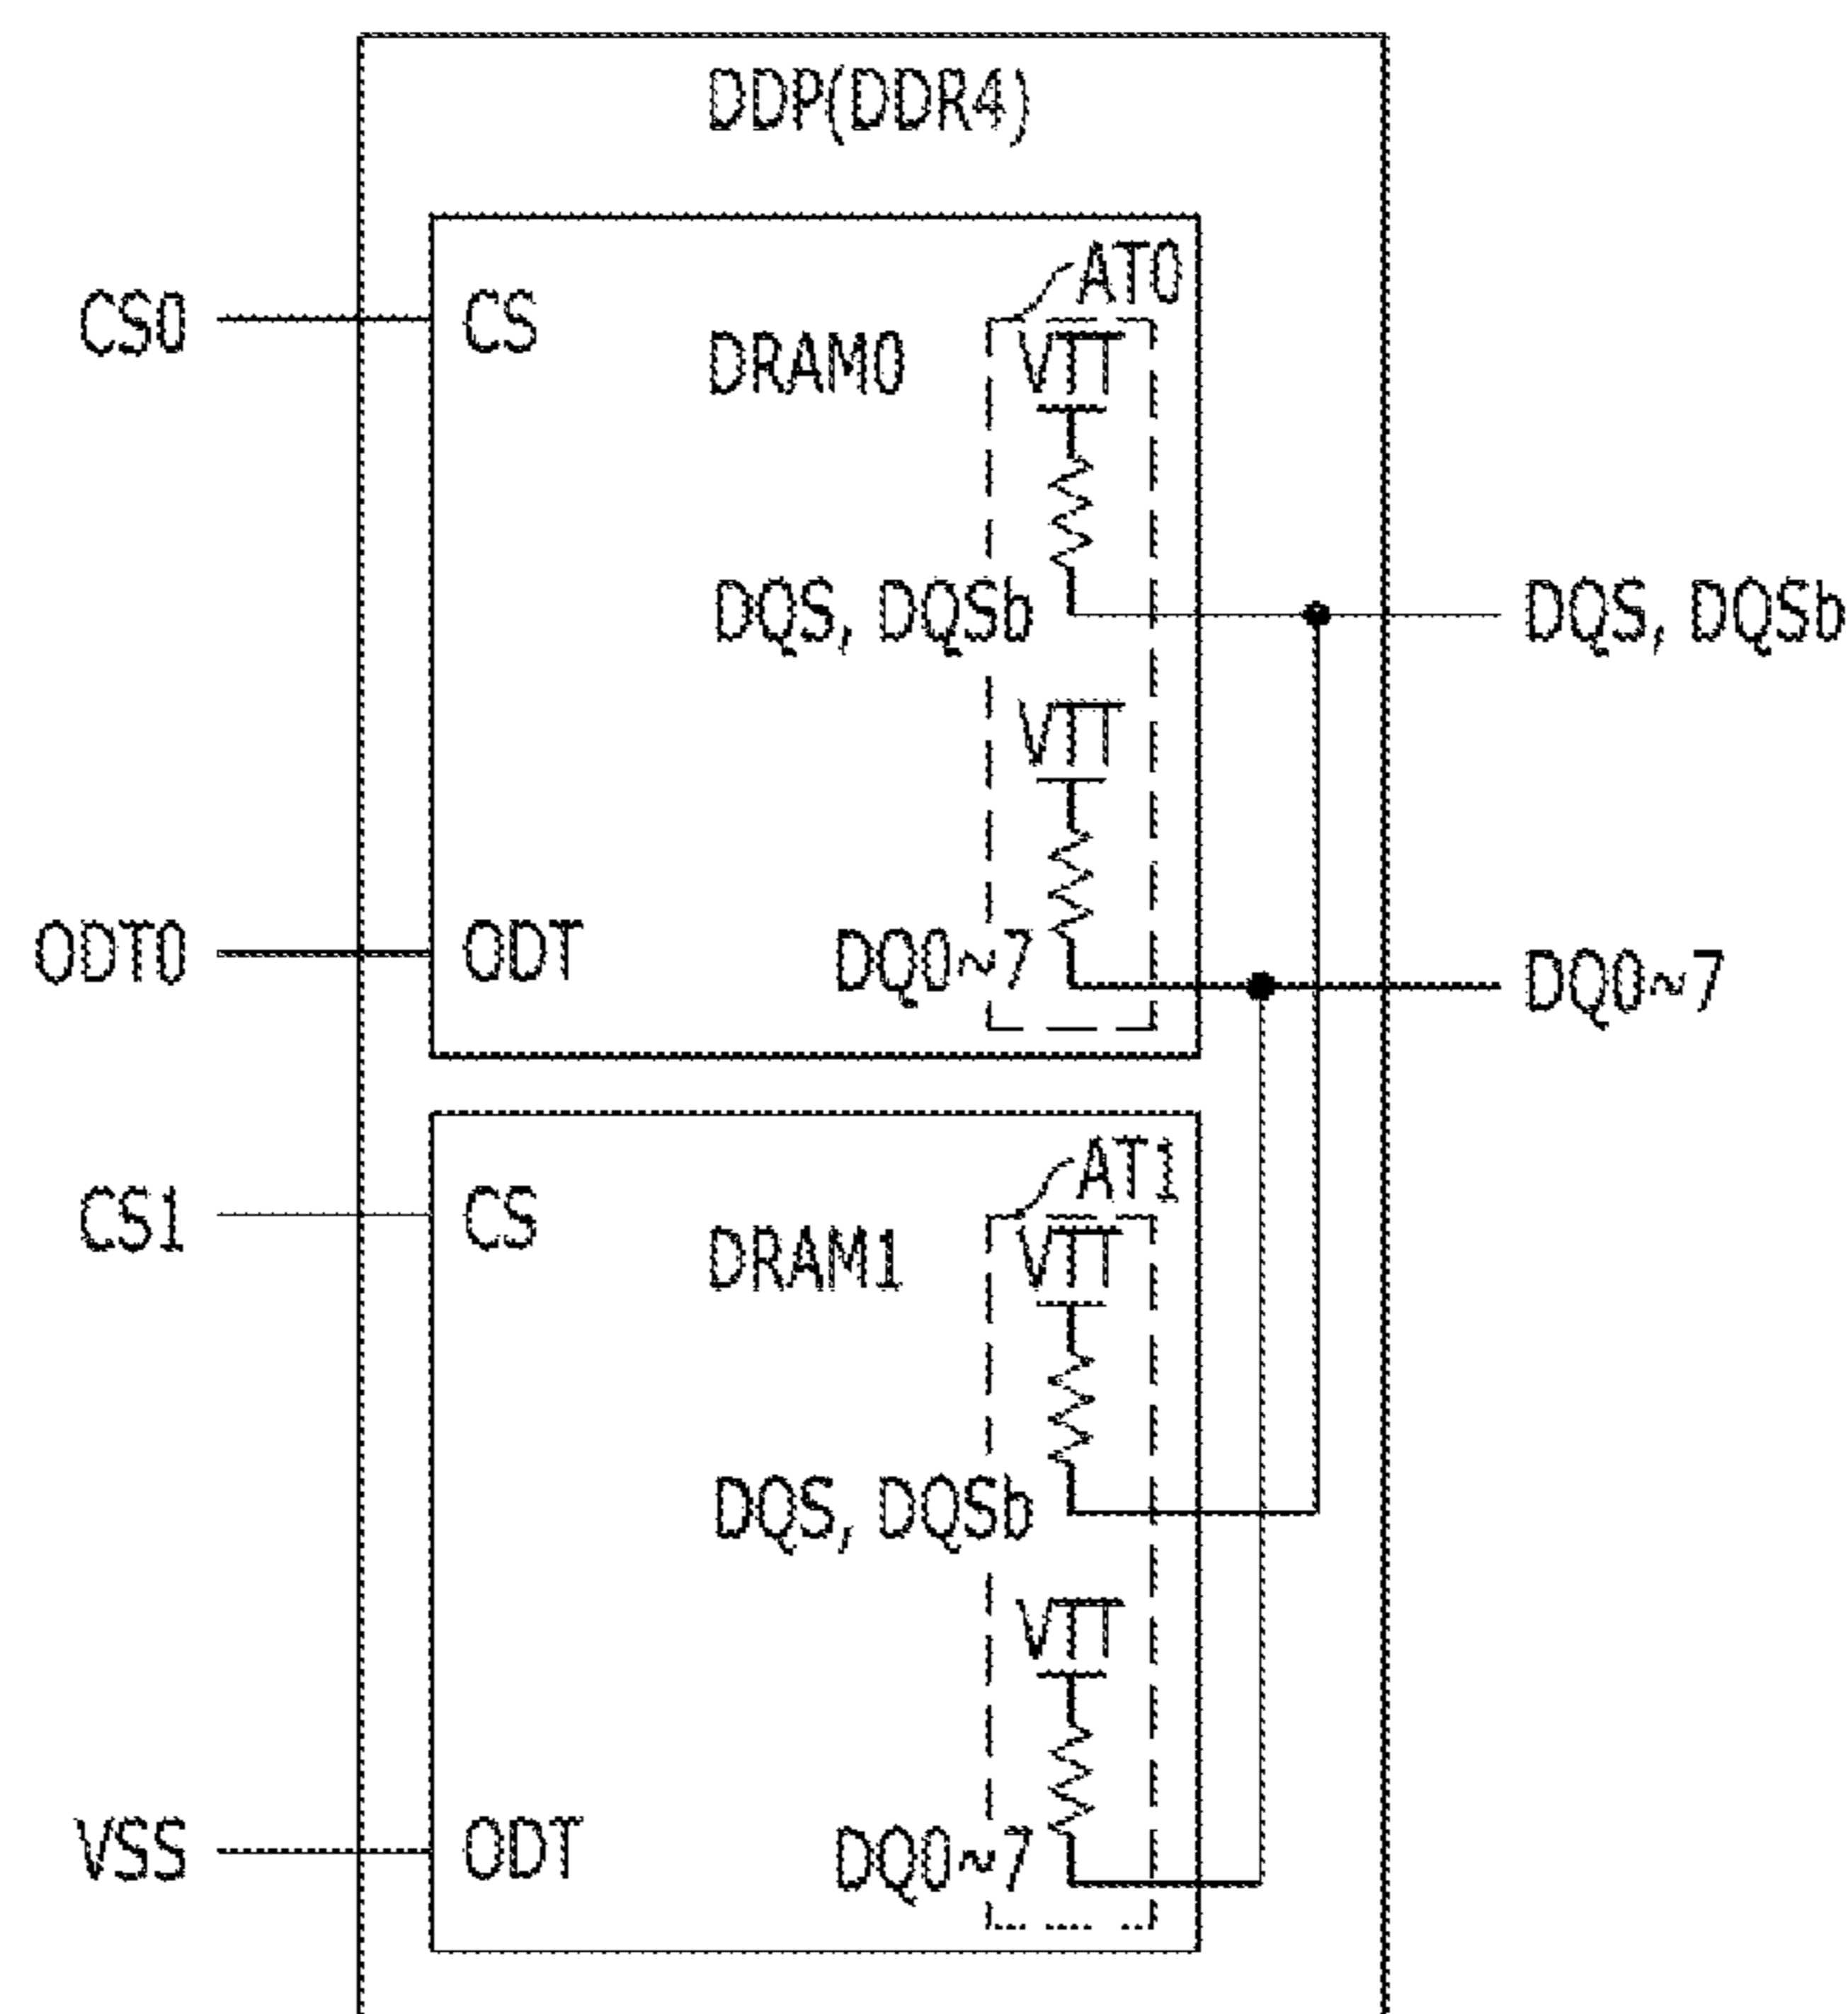 DDP(DDR4)
AT0
CS0 CS DRAM0 VTT
DQS, DQSb DQS, DQSb
VTT
ODT0 ODT DQ0~7 DQ0~7
AT1
CS1 CS DRAM1 VTT
DQS, DQSb
VTT
VSS ODT DQ0~7